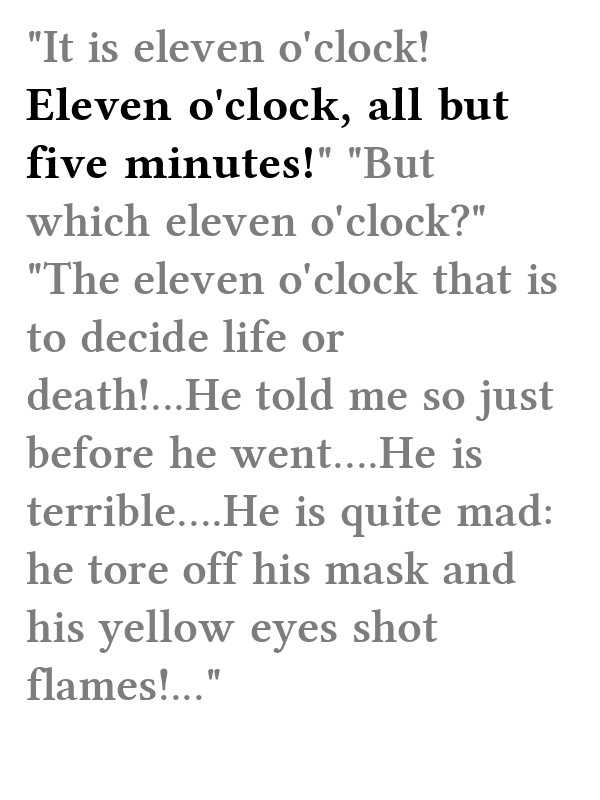 "It is eleven o'clock!
Eleven o'clock, all but
five minutes!" "But
which eleven o'clock?"
"The eleven o'clock that is
to decide life or
death!...He told me so just
before he went....He is
terrible....He is quite mad:
he tore off his mask and
his yellow eyes shot
flames!..."